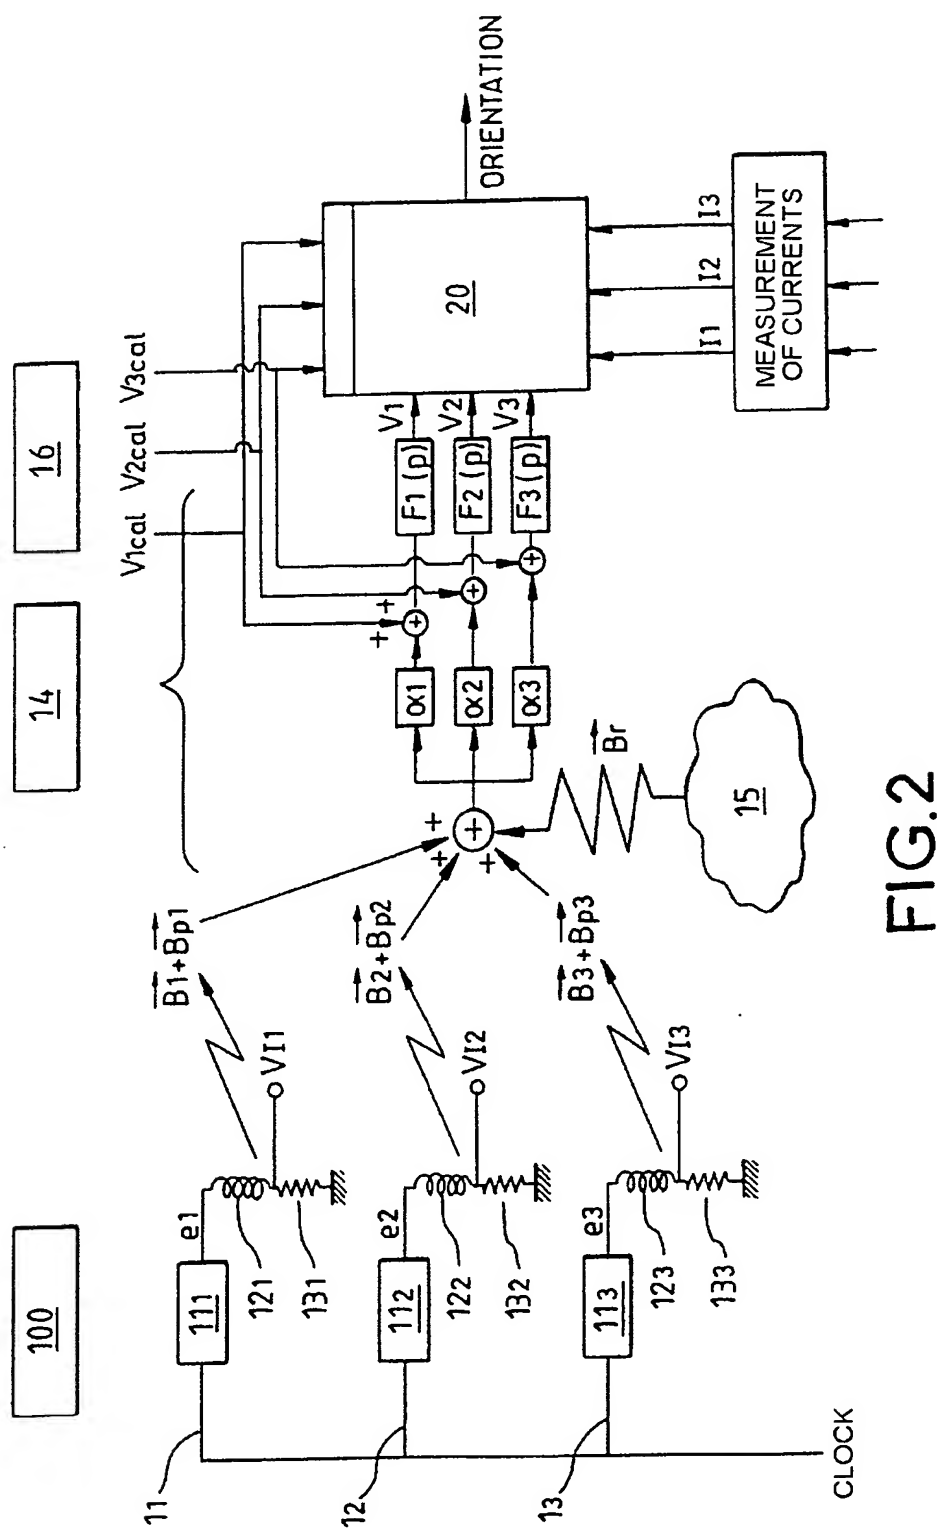 100
14
16
11
12
13
CLOCK
111
112
113
e1
e2
e3
121
131
122
132
123
133
VI1
VI2
VI3
B1+Bp1
B2+Bp2
B3+Bp3
+
+
+
+
Br
15
α1
α2
α3
V1cal
V2cal
V3cal
+
+
+
+
+
F1 (p)
F2 (p)
F3 (p)
V1
V2
V3
20
ORIENTATION
I1
I2
I3
MEASUREMENT
OF CURRENTS
FIG.2